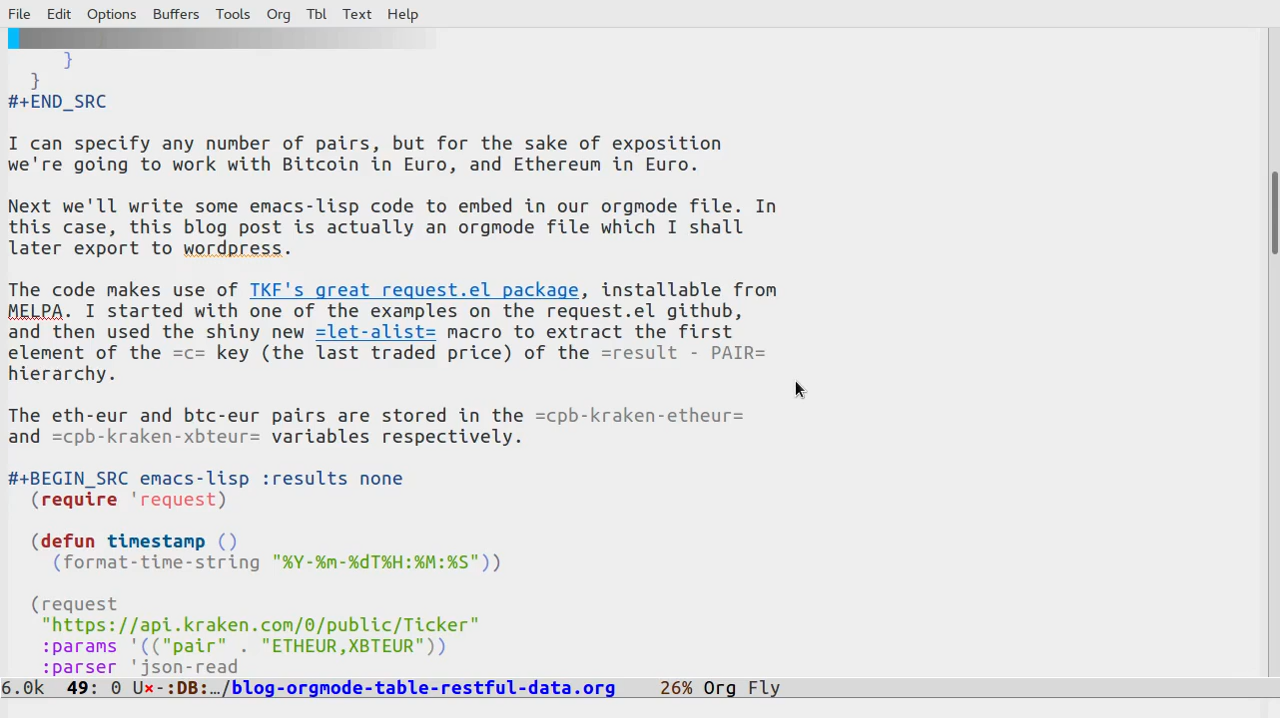 File Edit Options Buffers Tools Org Tbl Text Help
}
}
#+END_SRC
I can specify any number of pairs, but for the sake of exposition
we're going to work with Bitcoin in Euro, and Ethereum in Euro.
Next we'll write some emacs-lisp code to embed in our orgmode file. In
this case, this blog post is actually an orgmode file which I shall
later export to wordpress.
The code makes use of TKF's great request.el package, installable from
MELPA. I started with one of the examples on the request.el github,
and then used the shiny new =let-alist= macro to extract the first
element of the =c= key (the last traded price) of the =result - PAIR=
hierarchy.
The eth-eur and btc-eur pairs are stored in the =cpb-kraken-etheur=
and =cpb-kraken-xbteur= variables respectively.
#+BEGIN_SRC emacs-lisp :results none
(require 'request)
(defun timestamp ()
(format-time-string "%Y-%m-%dT%H:%M:%S"))
(request
"https://api.kraken.com/0/public/Ticker"
:params '(("pair" . "ETHEUR,XBTEUR"))
:parser 'json-read
6.0k 49: 0 U×-:DB:…/blog-orgmode-table-restful-data.org 26% Org Fly